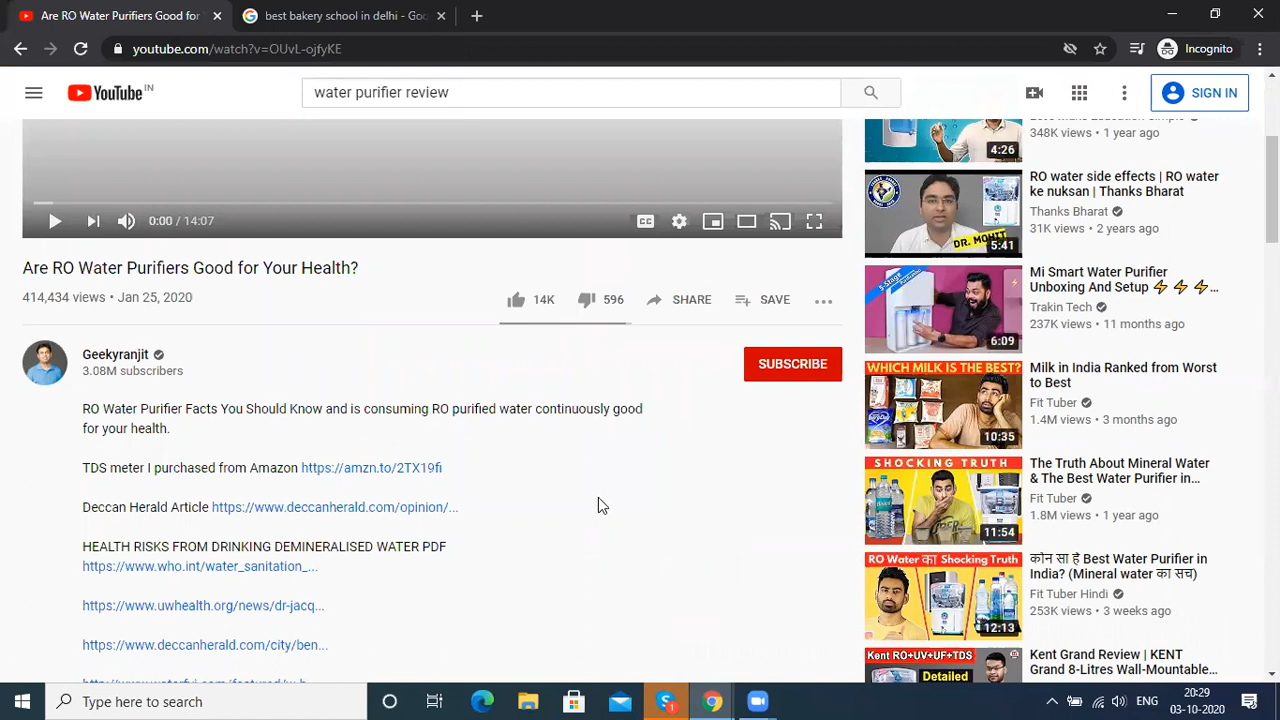 Are RO Water Purifiers Good for Y
best bakery school in delhi - Goo
youtube.com/watch?v=OUvL-ojfyKE
Incognito
YouTube IN
water purifier review
SIGN IN
0:00 / 14:07
CC
Are RO Water Purifiers Good for Your Health?
414,434 views • Jan 25, 2020
14K
596
SHARE
SAVE
Geekyranjit
3.08M subscribers
SUBSCRIBE
RO Water Purifier Facts You Should Know and is consuming RO purified water continuously good
for your health.
TDS meter I purchased from Amazon https://amzn.to/2TX19fi
Deccan Herald Article https://www.deccanherald.com/opinion/...
HEALTH RISKS FROM DRINKING DEMINERALISED WATER PDF
https://www.who.int/water_sanitation_...
https://www.uwhealth.org/news/dr-jacq...
https://www.deccanherald.com/city/ben...
4:26
348K views • 1 year ago
DR. MOHIT
5:41
RO water side effects | RO water
ke nuksan | Thanks Bharat
Thanks Bharat
31K views • 2 years ago
6:09
Mi Smart Water Purifier
Unboxing And Setup ⚡ ⚡ ⚡...
Trakin Tech
237K views • 11 months ago
WHICH MILK IS THE BEST?
10:35
Milk in India Ranked from Worst
to Best
Fit Tuber
1.4M views • 3 months ago
SHOCKING TRUTH
11:54
The Truth About Mineral Water
& The Best Water Purifier in...
Fit Tuber
1.8M views • 1 year ago
RO Water का Shocking Truth
12:13
कौन सा है Best Water Purifier in
India? (Mineral water का सच)
Fit Tuber Hindi
253K views • 3 weeks ago
Kent RO+UV+UF+TDS
Detailed
Kent Grand Review | KENT
Grand 8-Litres Wall-Mountable...
Type here to search
ENG
20:29
03-10-2020